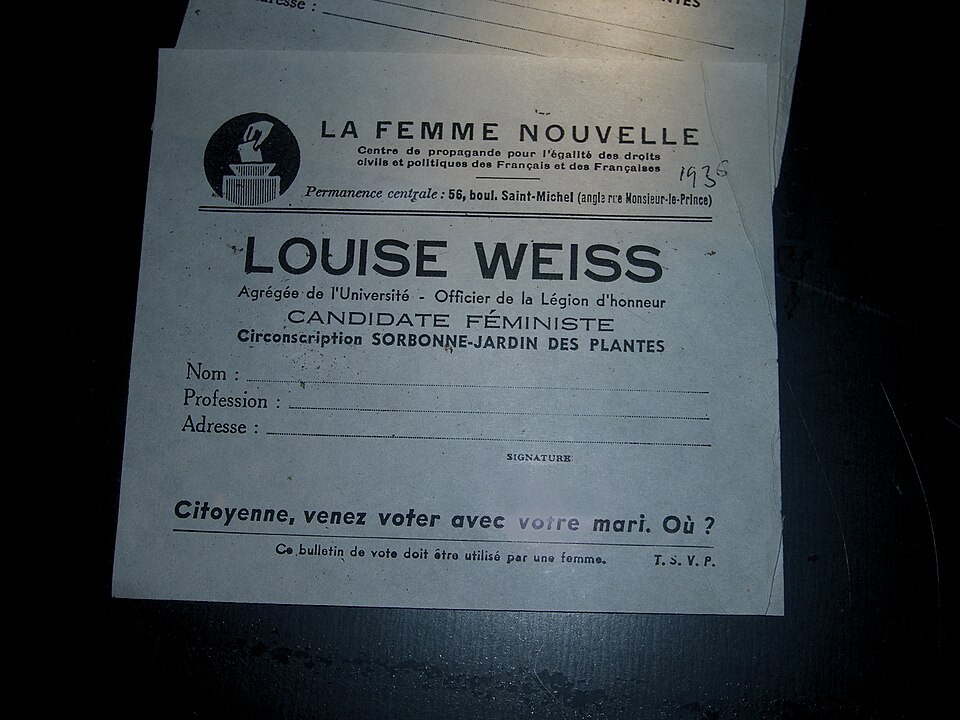 Adresse :
LA FEMME NOUVELLE
Centre de propagande pour l'égalité des droits
civils et politiques des Français et des Françaises
1936
Permanence centrale : 56, boul. Saint-Michel (angle rue Monsieur-le-Prince)
LOUISE WEISS
Agrégée de l'Université - Officier de la Légion d'honneur
CANDIDATE FÉMINISTE
Circonscription SORBONNE-JARDIN DES PLANTES
Nom :
Profession :
Adresse :
SIGNATURE
Citoyenne, venez voter avec votre mari. Où ?
Ce bulletin de vote doit être utilisé par une femme. T. S. V. P.